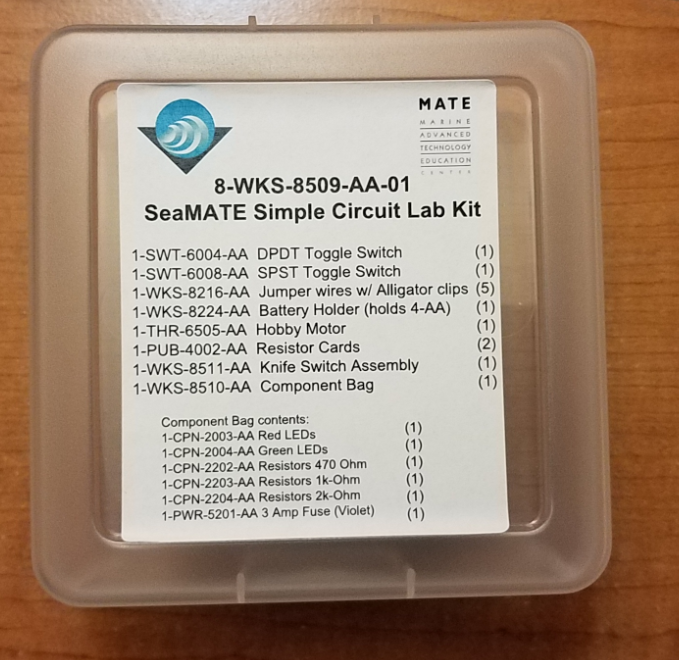 MATE
MARINE
ADVANCED
TECHNOLOGY
EDUCATION
CENTER
8-WKS-8509-AA-01
SeaMATE Simple Circuit Lab Kit
1-SWT-6004-AA DPDT Toggle Switch (1)
1-SWT-6008-AA SPST Toggle Switch (1)
1-WKS-8216-AA Jumper wires w/ Alligator clips (5)
1-WKS-8224-AA Battery Holder (holds 4-AA) (1)
1-THR-6505-AA Hobby Motor (1)
1-PUB-4002-AA Resistor Cards (2)
1-WKS-8511-AA Knife Switch Assembly (1)
1-WKS-8510-AA Component Bag (1)
Component Bag contents:
1-CPN-2003-AA Red LEDs (1)
1-CPN-2004-AA Green LEDs (1)
1-CPN-2202-AA Resistors 470 Ohm (1)
1-CPN-2203-AA Resistors 1k-Ohm (1)
1-CPN-2204-AA Resistors 2k-Ohm (1)
1-PWR-5201-AA 3 Amp Fuse (Violet) (1)